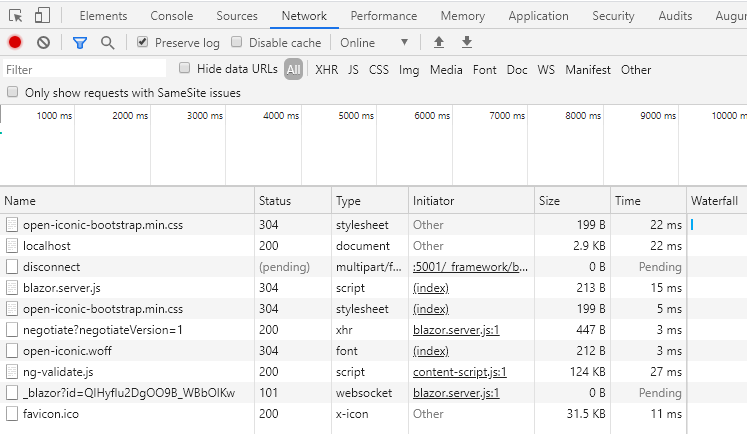 Elements Console Sources Network Performance Memory Application Security Audits Augur
Preserve log Disable cache Online
Filter Hide data URLs All XHR JS CSS Img Media Font Doc WS Manifest Other
Only show requests with SameSite issues
1000 ms 2000 ms 3000 ms 4000 ms 5000 ms 6000 ms 7000 ms 8000 ms 9000 ms 10000 ms
Name Status Type Initiator Size Time Waterfall
open-iconic-bootstrap.min.css 304 stylesheet Other 199 B 22 ms
localhost 200 document Other 2.9 KB 22 ms
disconnect (pending) multipart/f... :5001/_framework/b... 0 B Pending
blazor.server.js 304 script (index) 213 B 15 ms
open-iconic-bootstrap.min.css 304 stylesheet (index) 199 B 5 ms
negotiate?negotiateVersion=1 200 xhr blazor.server.js:1 447 B 3 ms
open-iconic.woff 304 font (index) 212 B 3 ms
ng-validate.js 200 script content-script.js:1 124 KB 27 ms
101 websocket blazor.server.js:1 0 B Pending
favicon.ico 200 x-icon Other 31.5 KB 11 ms